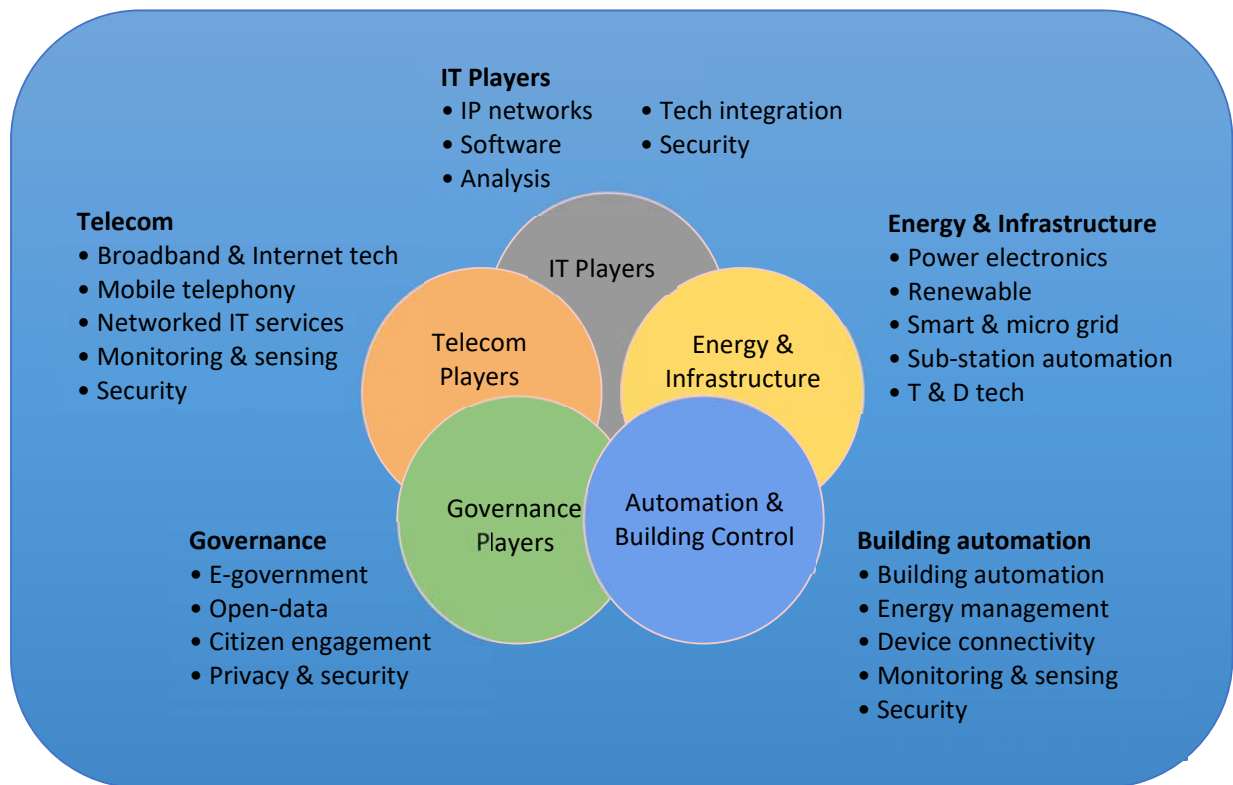 IT Players
• IP networks
• Software
• Analysis
• Tech integration
• Security
Telecom
• Broadband & Internet tech
• Mobile telephony
• Networked IT services
• Monitoring & sensing
• Security
Energy & Infrastructure
• Power electronics
• Renewable
• Smart & micro grid
• Sub-station automation
• T & D tech
IT Players
Telecom
Players
Energy &
Infrastructure
Governance
Players
Automation &
Building Control
Governance
• E-government
• Open-data
• Citizen engagement
• Privacy & security
Building automation
• Building automation
• Energy management
• Device connectivity
• Monitoring & sensing
• Security